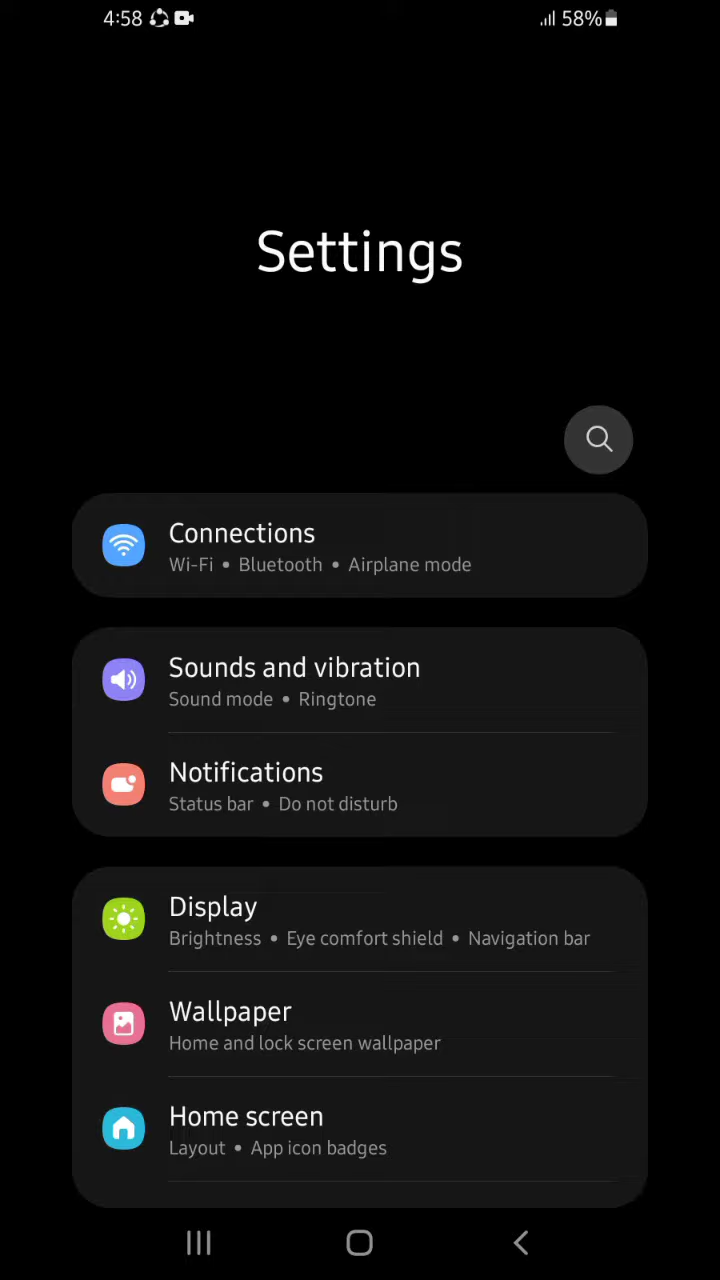 4:58 58%
Settings
Connections
Wi-Fi • Bluetooth • Airplane mode
Sounds and vibration
Sound mode • Ringtone
Notifications
Status bar • Do not disturb
Display
Brightness • Eye comfort shield • Navigation bar
Wallpaper
Home and lock screen wallpaper
Home screen
Layout • App icon badges